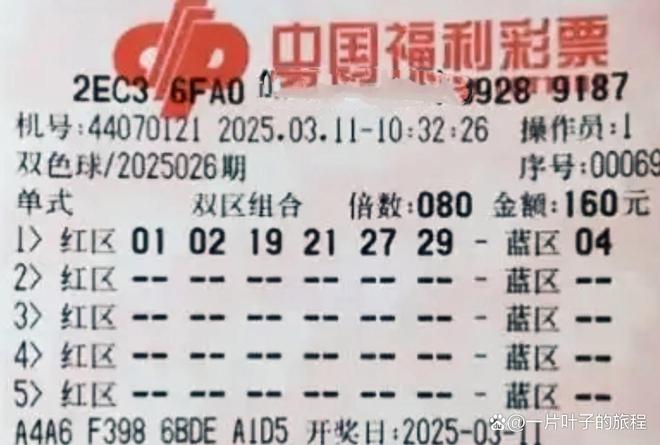 中国福利彩票
2EC3 6FA0 0928 9187
机号:44070121 2025.03.11-10:32:26 操作员:1
双色球/2025026期 序号:00069
单式 双区组合 倍数:080 金额:160元
1> 红区 01 02 19 21 27 29 - 蓝区 04
2> 红区 -- -- -- -- -- -- - 蓝区 --
3> 红区 -- -- -- -- -- -- - 蓝区 --
4> 红区 -- -- -- -- -- -- - 蓝区 --
5> 红区 -- -- -- -- -- -- - 蓝区 --
A4A6 F398 6BDE A1D5 开奖日:2025-03-11
@一片叶子的旅程